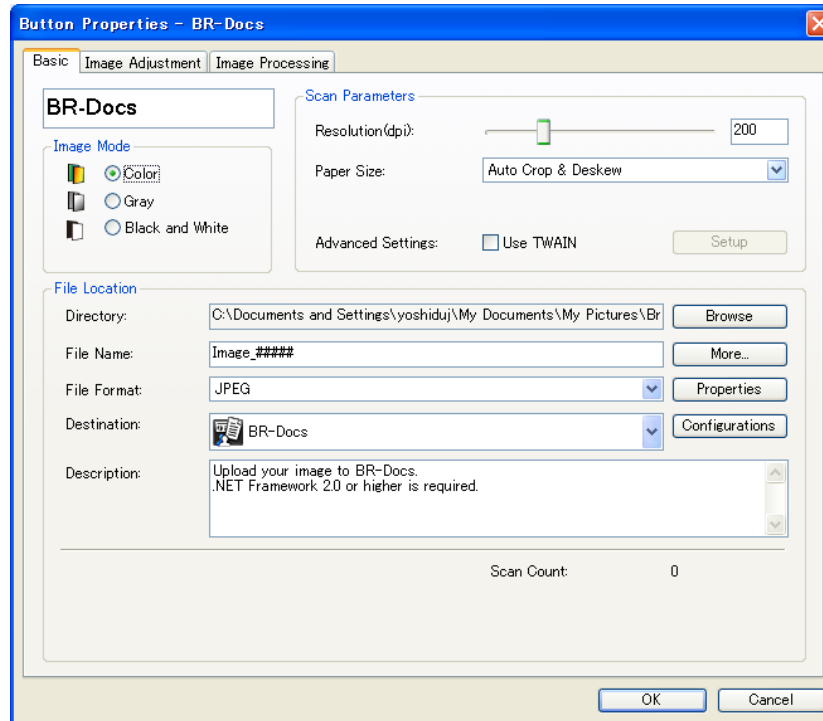 Button Properties - BR-Docs
Basic Image Adjustment Image Processing
BR-Docs
Image Mode
Color
Gray
Black and White
Scan Parameters
Resolution(dpi): 200
Paper Size: Auto Crop & Deskew
Advanced Settings: Use TWAIN Setup
File Location
Directory: C:\Documents and Settings\yoshiduj\My Documents\My Pictures\Br Browse
File Name: Image_##### More...
File Format: JPEG Properties
Destination: BR-Docs Configurations
Description: Upload your image to BR-Docs.
.NET Framework 2.0 or higher is required.
Scan Count: 0
OK Cancel